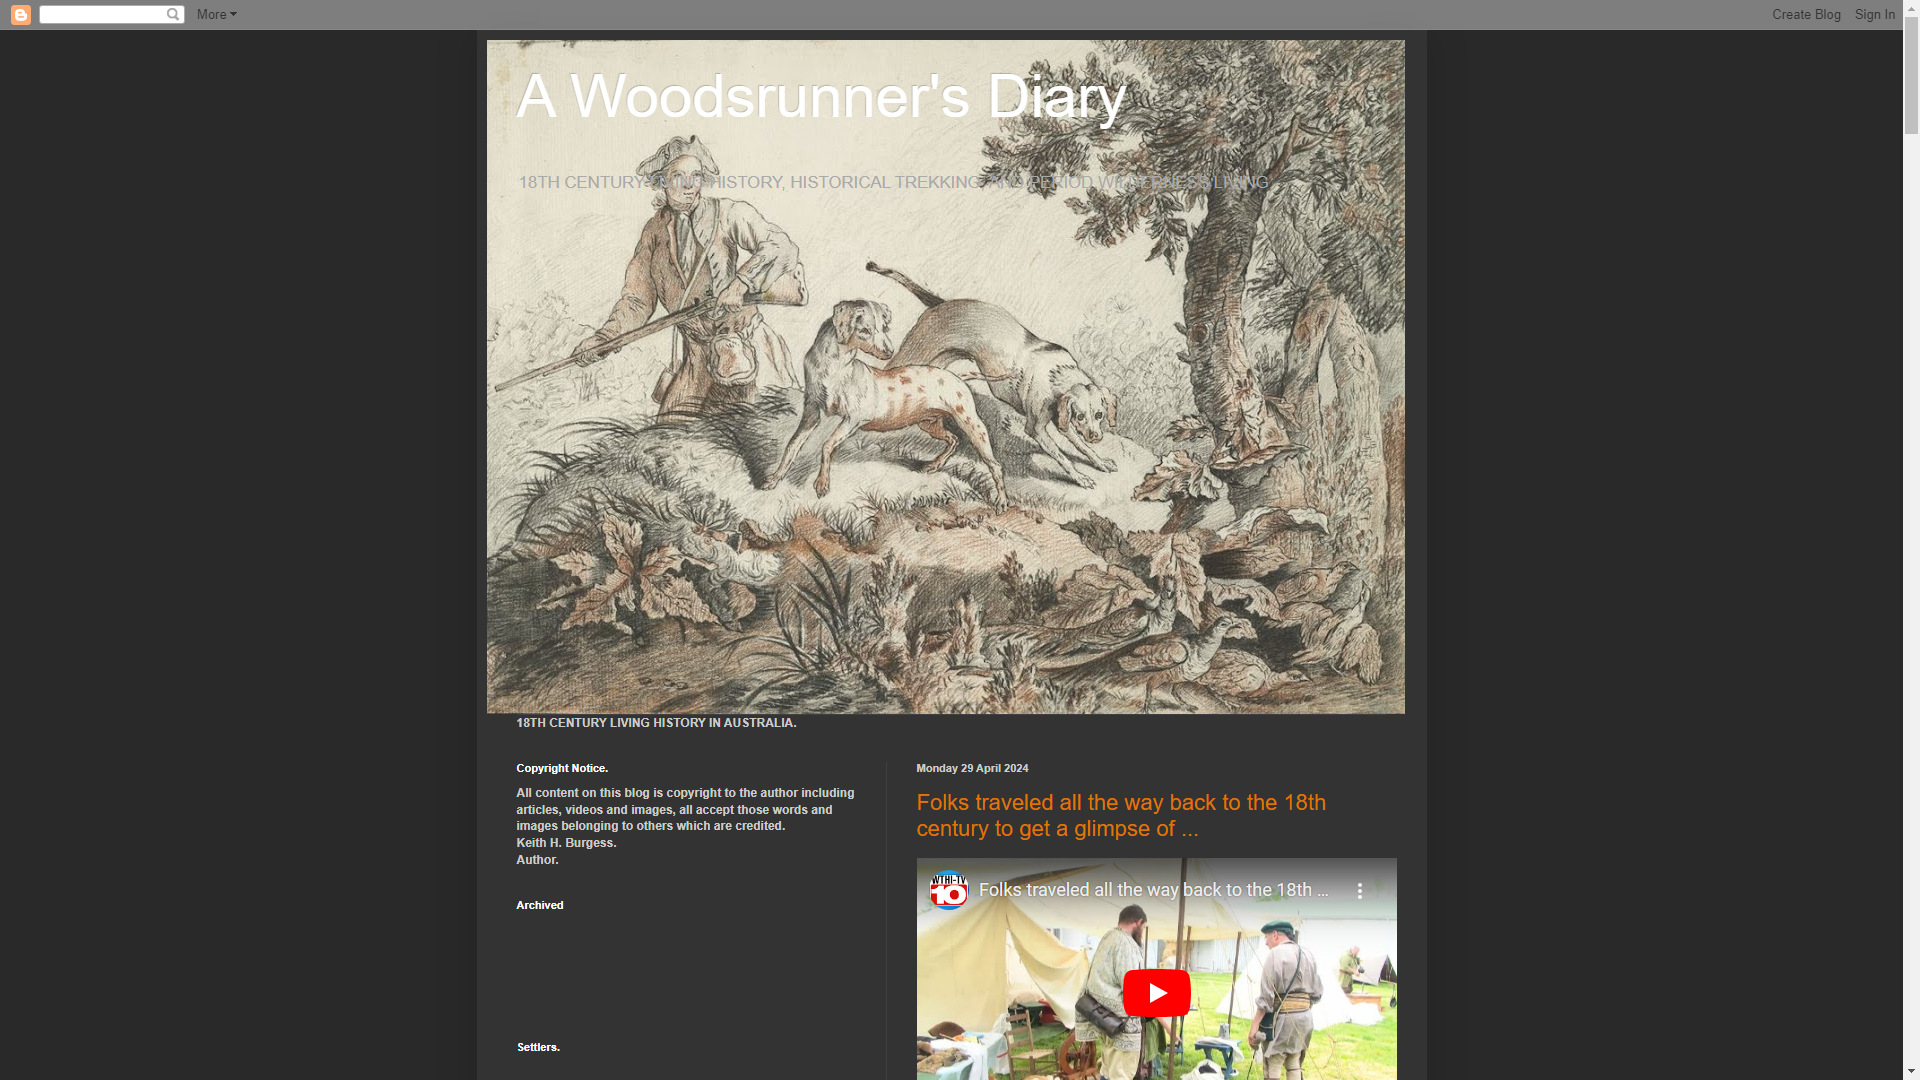 More
Create Blog
Sign In
A Woodsrunner's Diary
18TH CENTURY LIVING HISTORY, HISTORICAL TREKKING, AND PERIOD WILDERNESS LIVING
18TH CENTURY LIVING HISTORY IN AUSTRALIA.
Copyright Notice.
All content on this blog is copyright to the author including
articles, videos and images, all accept those words and
images belonging to others which are credited.
Keith H. Burgess.
Author.
Archived
Settlers.
Monday 29 April 2024
Folks traveled all the way back to the 18th
century to get a glimpse of ...
WTHI-TV
10
Folks traveled all the way back to the 18th ...